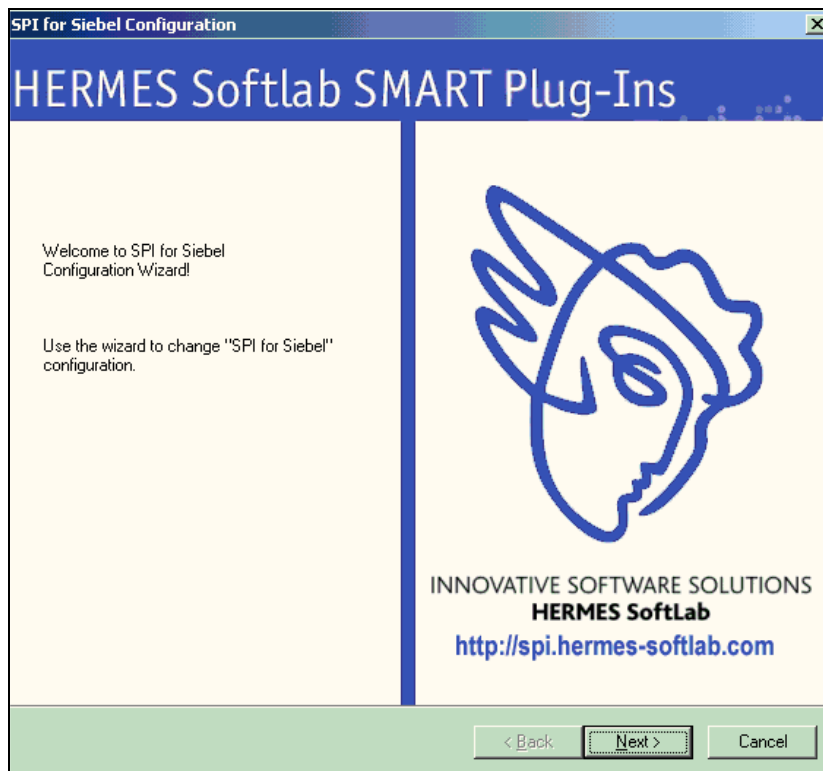 SPI for Siebel Configuration
HERMES Softlab SMART Plug-Ins
Welcome to SPI for Siebel
Configuration Wizard!
Use the wizard to change "SPI for Siebel"
configuration.
INNOVATIVE SOFTWARE SOLUTIONS
HERMES SoftLab
http://spi.hermes-softlab.com
< Back
Next >
Cancel